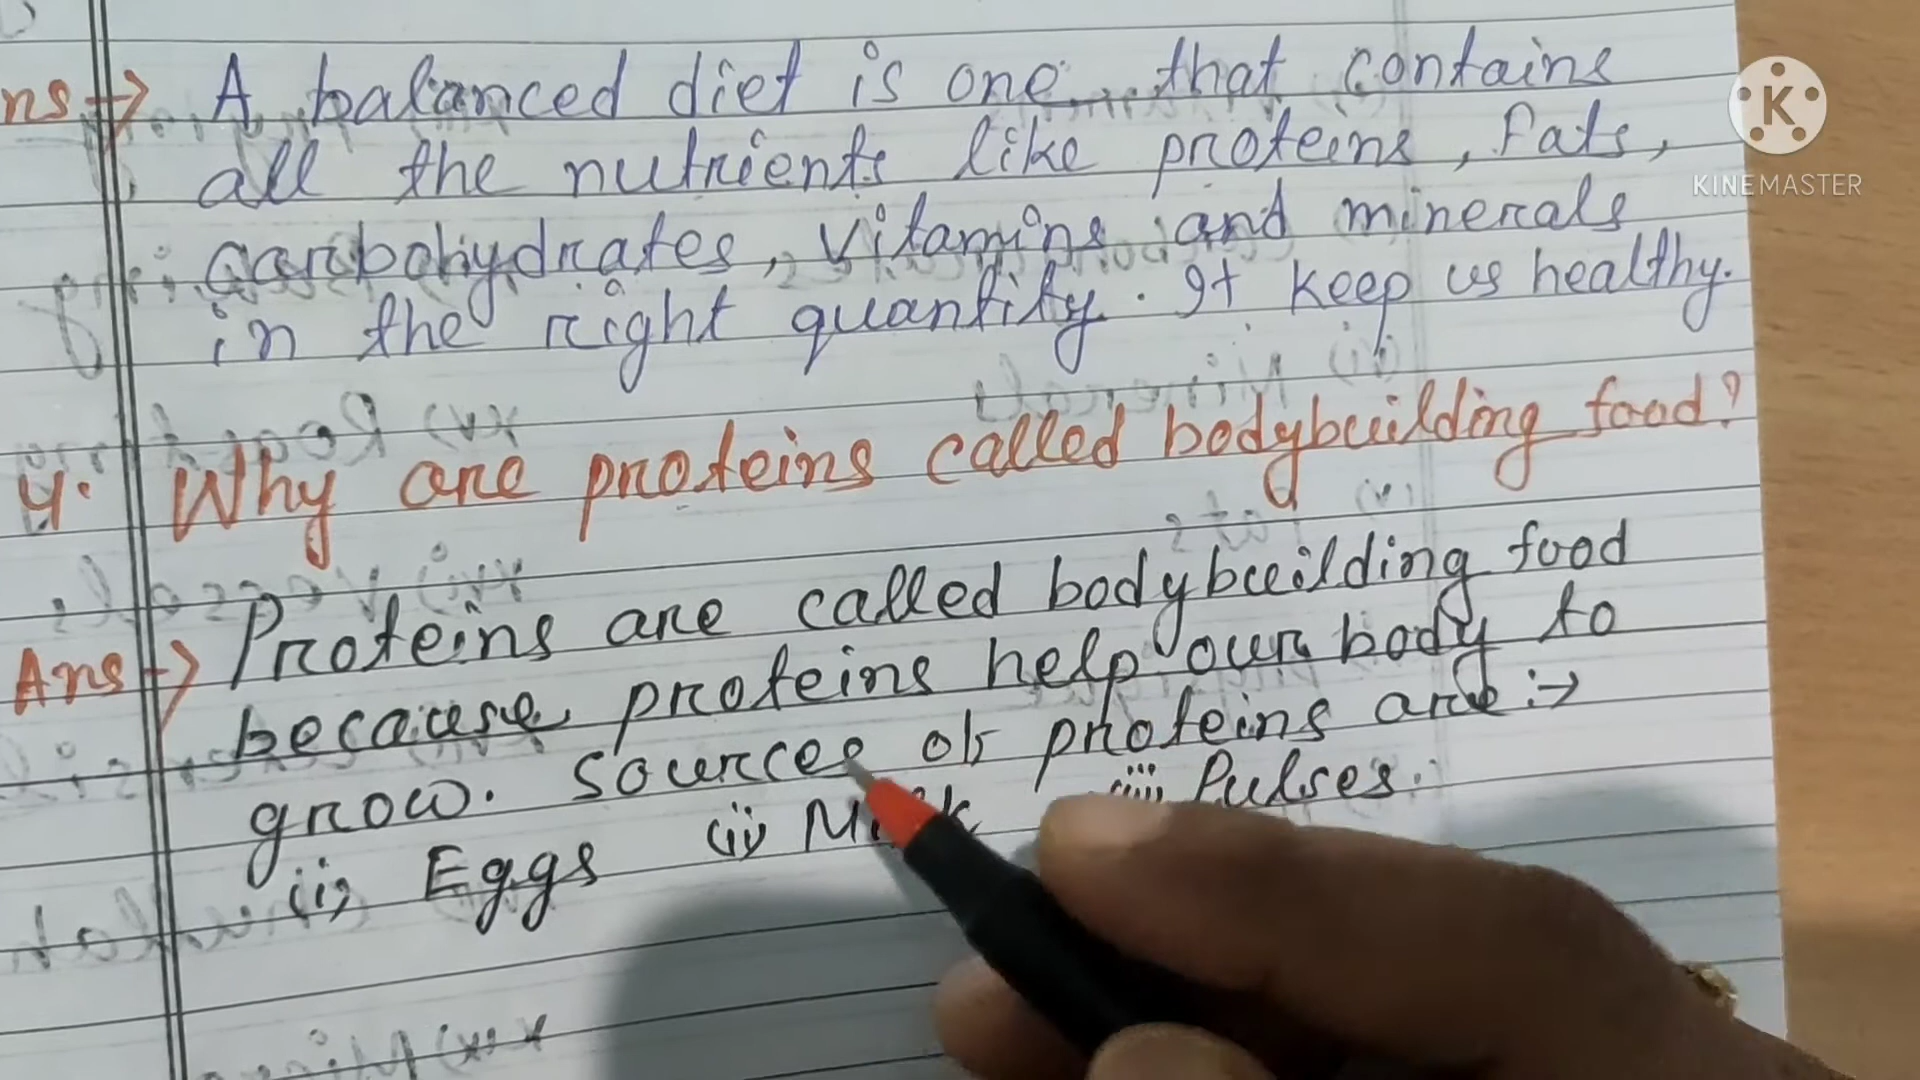 ns → A balanced diet is one that contains
all the nutrients like proteins, Fats,
carbohydrates, Vitamins and minerals
in the right quantity. It keep us healthy.
4. Why are proteins called bodybuilding food?
Ans → Proteins are called bodybuilding food
because proteins help our body to
grow. Sources of proteins are :→
(i) Eggs (ii) Milk (iii) Pulses.
K
KINEMASTER